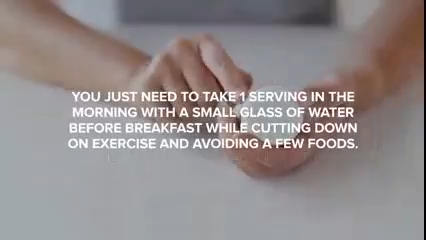 YOU JUST NEED TO TAKE 1 SERVING IN THE
MORNING WITH A SMALL GLASS OF WATER
BEFORE BREAKFAST WHILE CUTTING DOWN
ON EXERCISE AND AVOIDING A FEW FOODS.